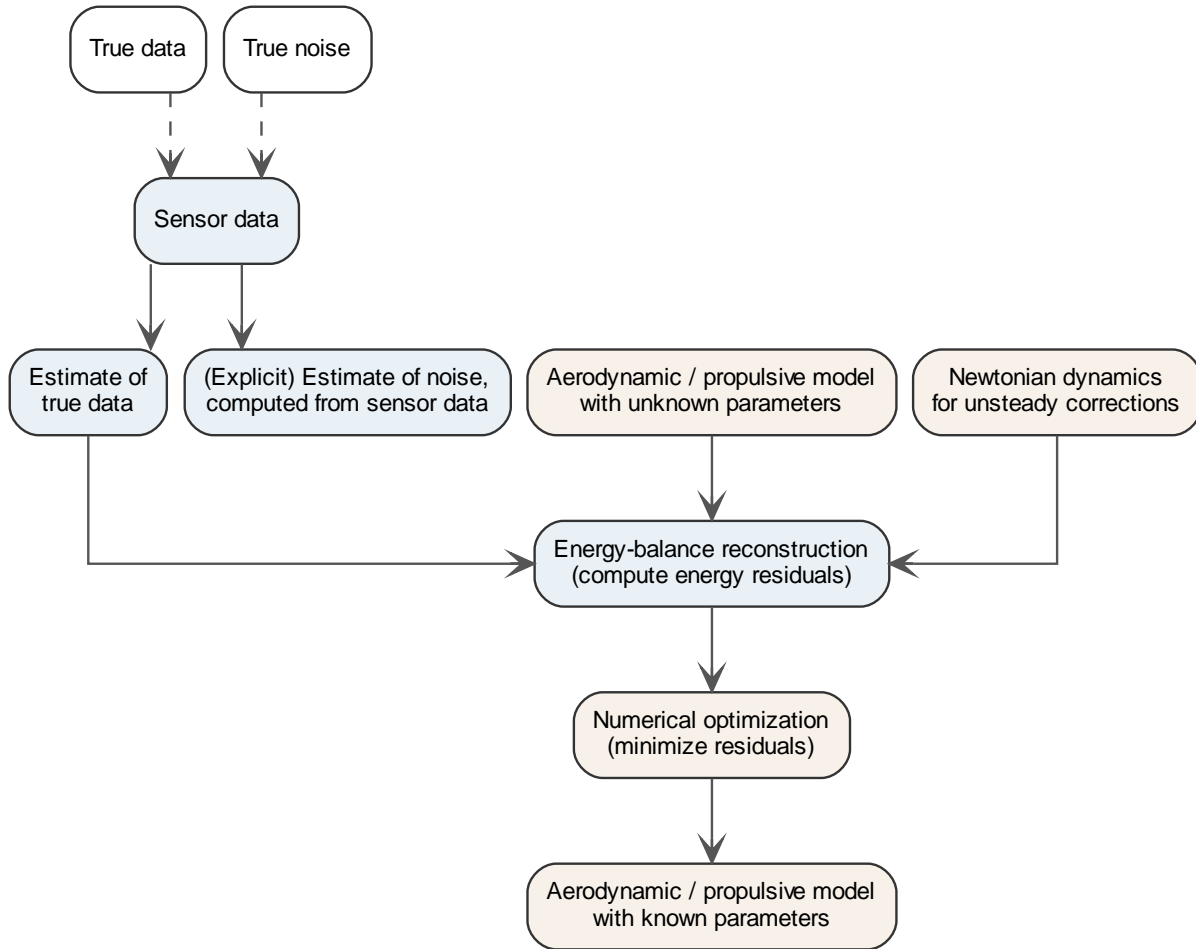 True data
True noise
Sensor data
Estimate of
true data
(Explicit) Estimate of noise,
computed from sensor data
Aerodynamic / propulsive model
with unknown parameters
Newtonian dynamics
for unsteady corrections
Energy-balance reconstruction
(compute energy residuals)
Numerical optimization
(minimize residuals)
Aerodynamic / propulsive model
with known parameters